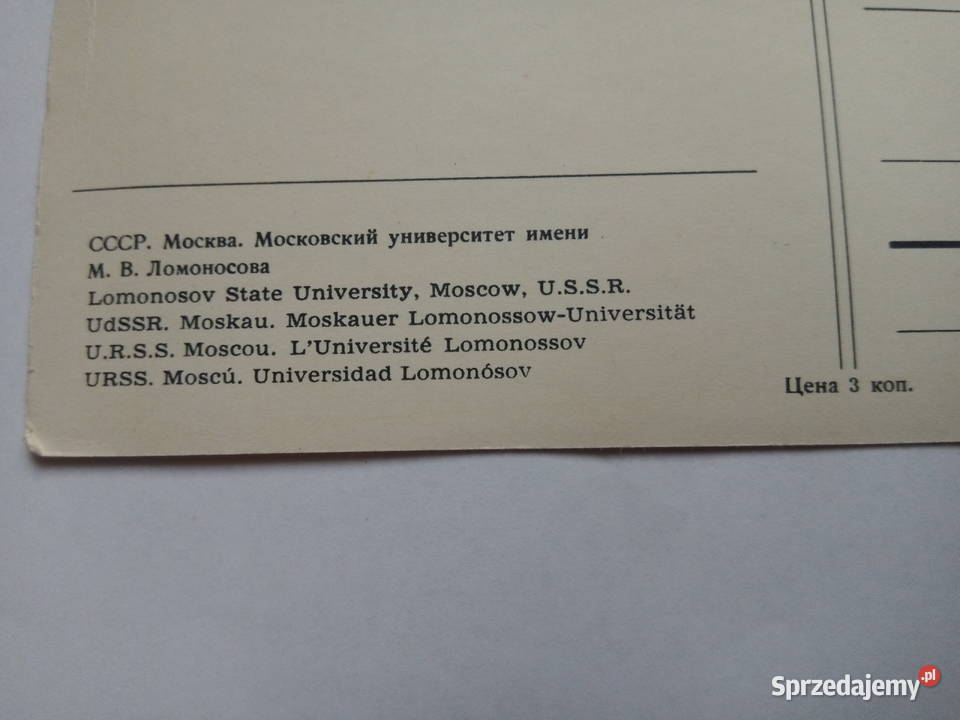 СССР. Москва. Московский университет имени
М. В. Ломоносова
Lomonosov State University, Moscow, U.S.S.R.
UdSSR. Moskau. Moskauer Lomonossow-Universität
U.R.S.S. Moscou. L'Université Lomonossov
URSS. Moscú. Universidad Lomonósov
Цена 3 коп.
Sprzedajemy.pl